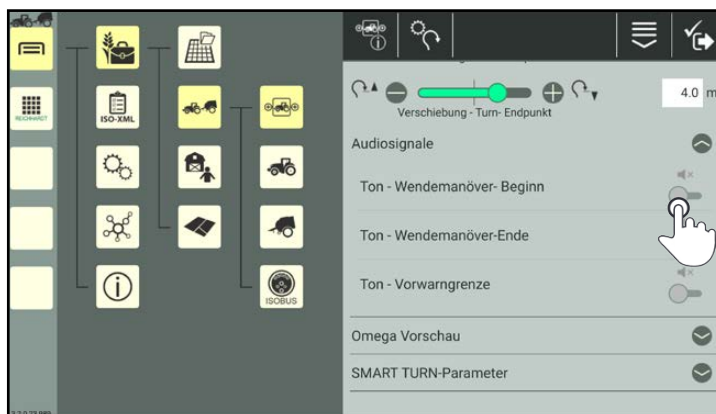 REICHHARDT
ISO-XML
ISOBUS
4.0 m
Verschiebung - Turn- Endpunkt
Audiosignale
Ton - Wendemanöver- Beginn
Ton - Wendemanöver-Ende
Ton - Vorwarngrenze
Omega Vorschau
SMART TURN-Parameter